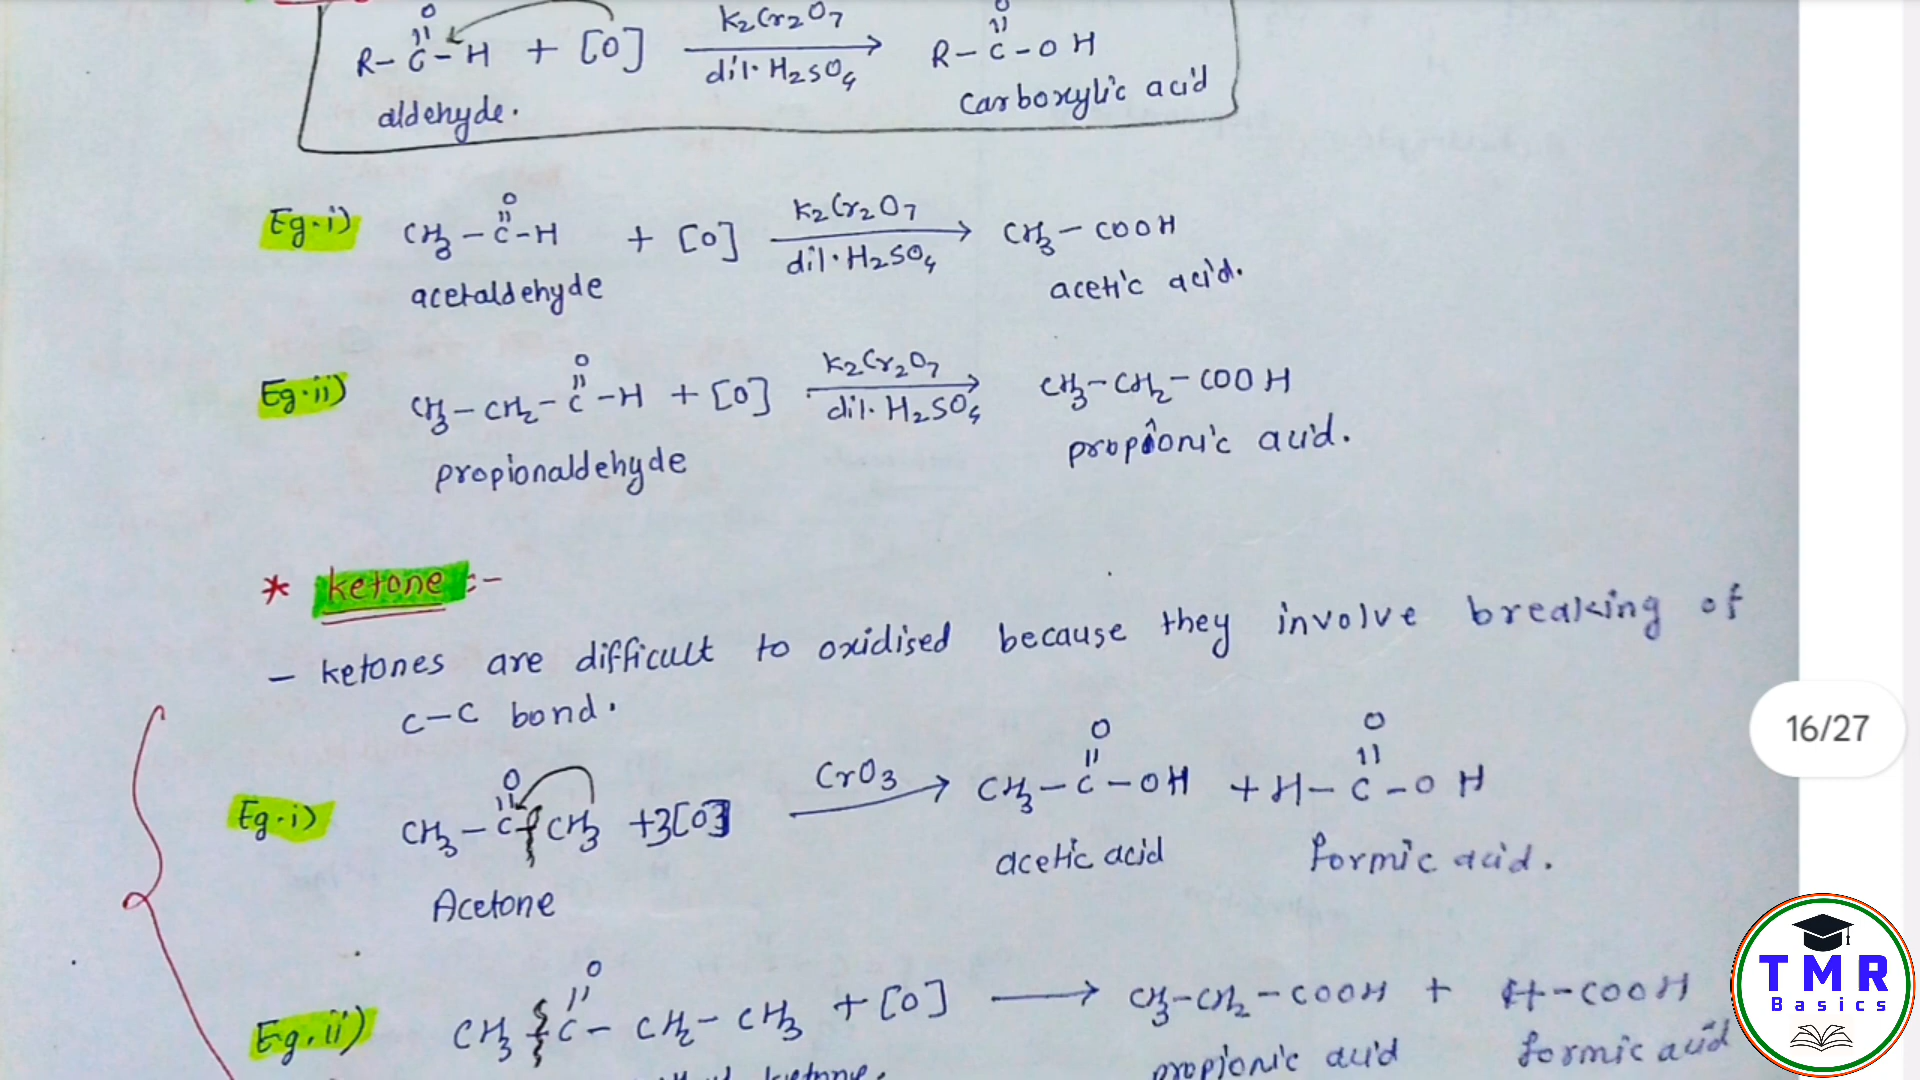 O O
R-C-H + [O] K2Cr2O7 dil. H2SO4 R-C-OH
aldehyde. Carboxylic acid
Eg.i) CH3-C-H + [O] K2Cr2O7 dil. H2SO4 CH3-COOH
O
acetaldehyde acetic acid.
Eg.ii) CH3-CH2-C-H + [O] K2Cr2O7 dil. H2SO4 CH3-CH2-COOH
O
propionaldehyde propionic acid.
* ketone :-
- ketones are difficult to oxidised because they involve breaking of
C-C bond.
O O O
Eg.i) CH3-C-CH3 +3[O] CrO3 CH3-C-OH + H-C-OH
Acetone acetic acid formic acid.
O
Eg.ii) CH3-C-CH2-CH3 + [O] CH3-CH2-COOH + H-COOH
ketone. propionic acid formic acid
16/27
TMR
Basics